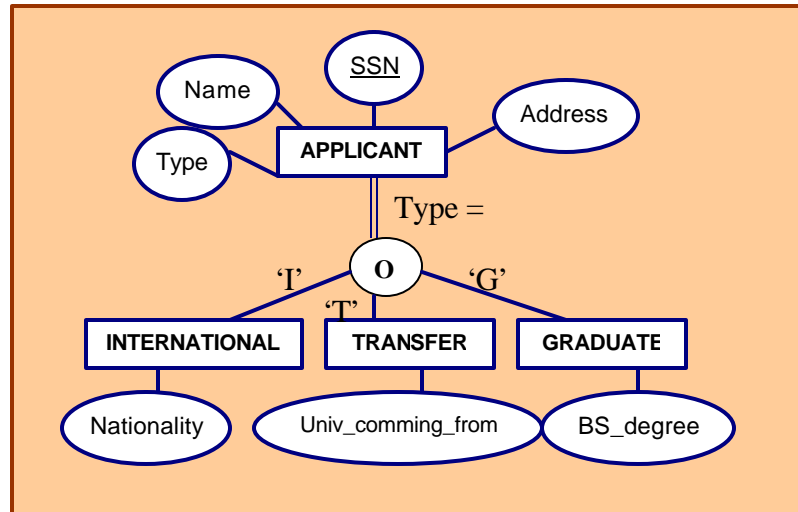 SSN
Name
Address
Type
APPLICANT
Type =
O
‘I’
‘T’
‘G’
INTERNATIONAL
TRANSFER
GRADUATE
Nationality
Univ_comming_from
BS_degree